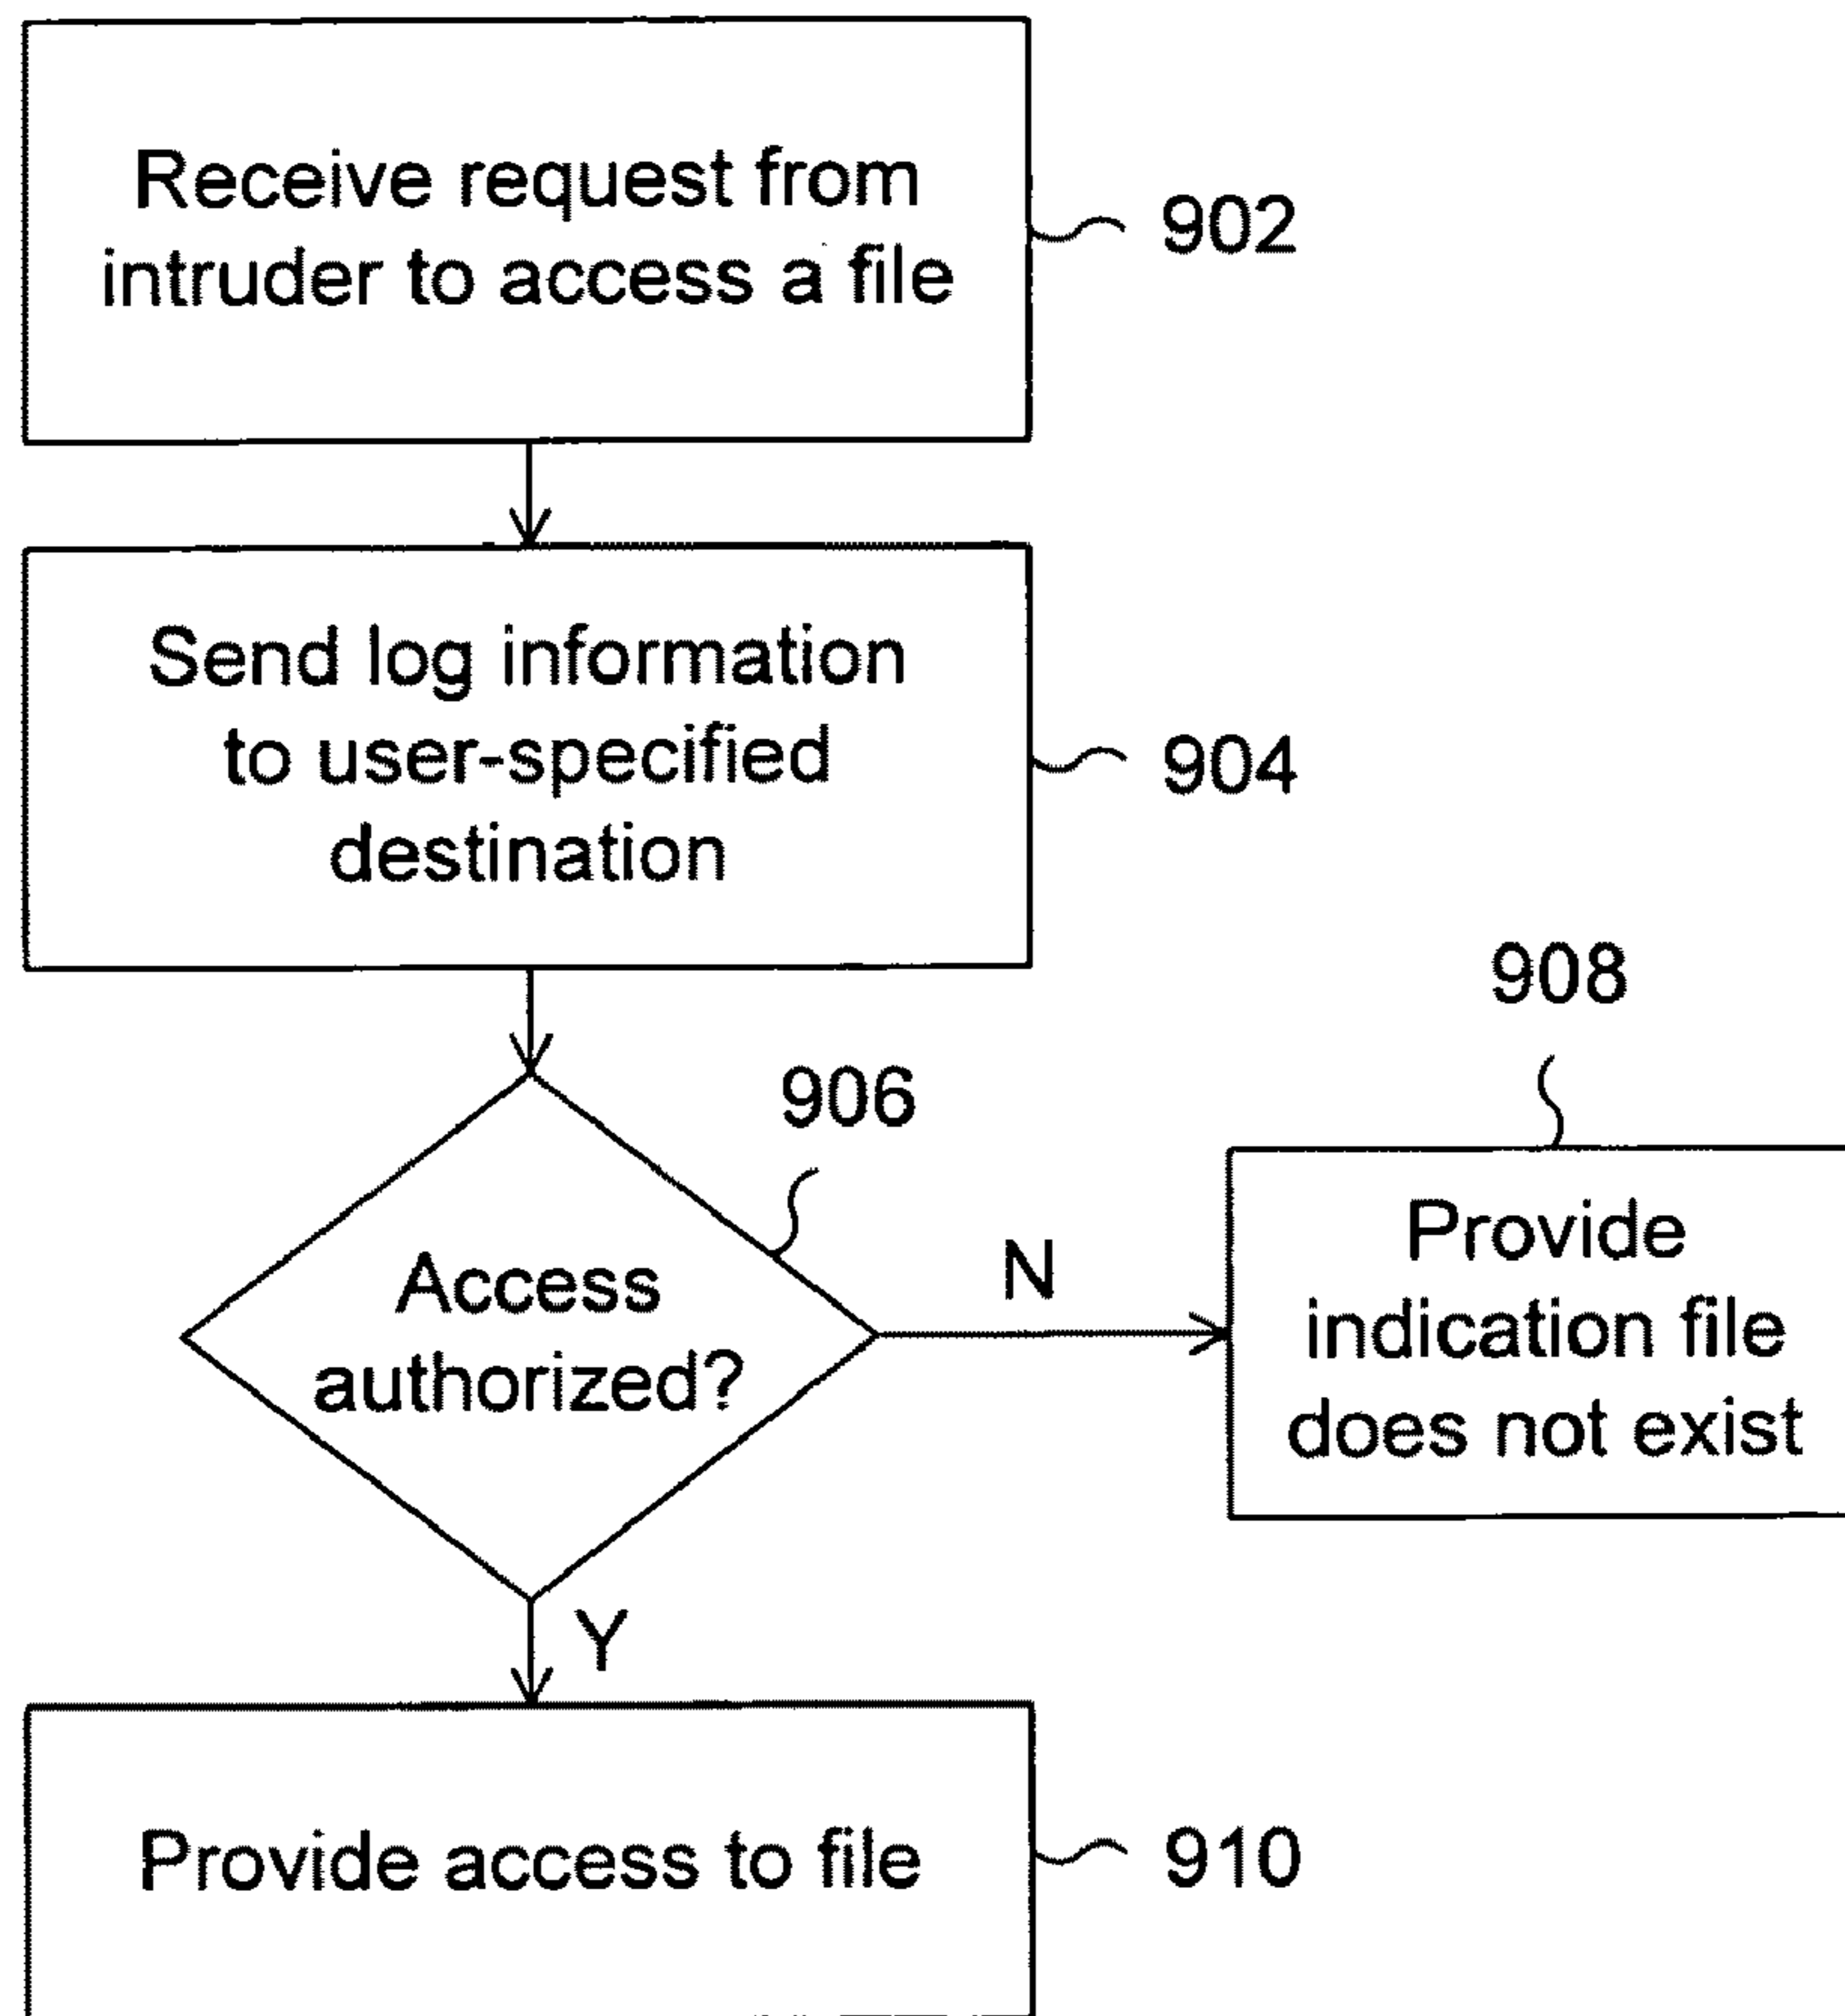 Receive request from
intruder to access a file
902
Send log information
to user-specified
destination
904
906
Access
authorized?
N
908
Provide
indication file
does not exist
Y
Provide access to file
910